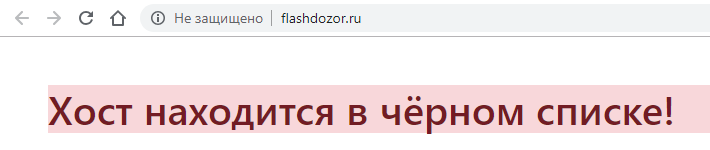 Не защищено flashdozor.ru
Хост находится в чёрном списке!